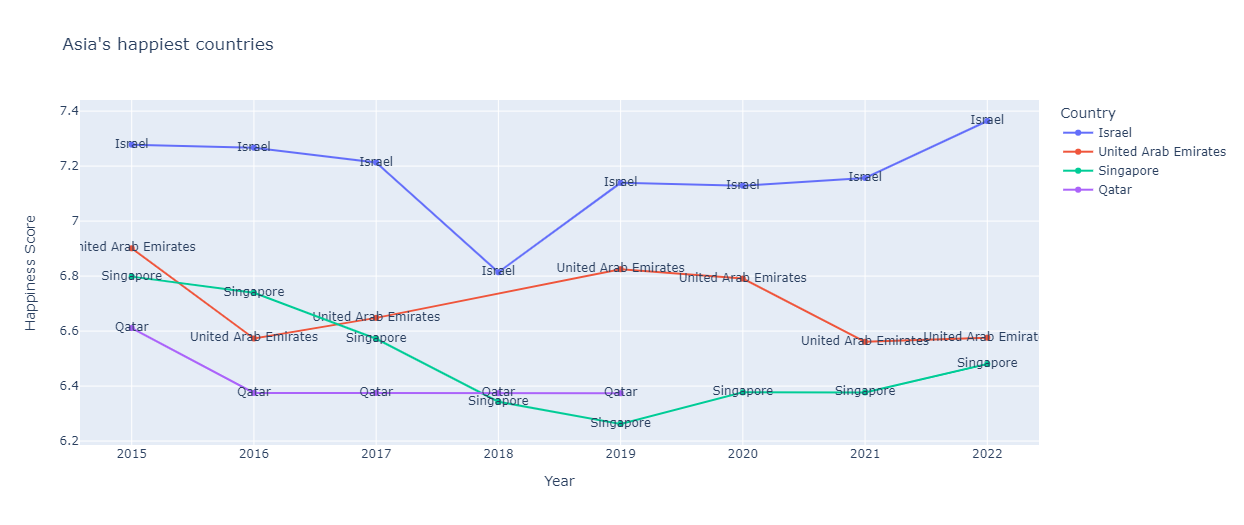 Asia's happiest countries
Happiness Score
7.4
7.2
7
6.8
6.6
6.4
6.2
Israel
Israel
Israel
Israel
Israel
Israel
Israel
Israel
nited Arab Emirates
United Arab Emirates
United Arab Emirates
United Arab Emirates
United Arab Emirates
United Arab Emirates
United Arab Emirat
Singapore
Singapore
Singapore
Singapore
Singapore
Singapore
Singapore
Singapore
Qatar
Qatar
Qatar
Qatar
Qatar
2015 2016 2017 2018 2019 2020 2021 2022
Year
Country
Israel
United Arab Emirates
Singapore
Qatar